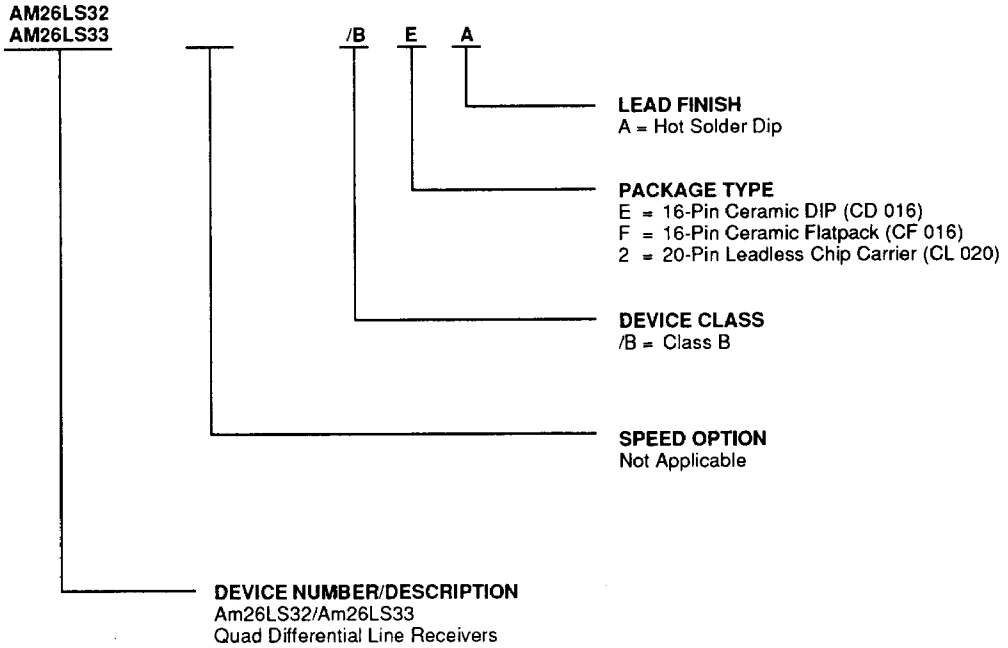 AM26LS32
AM26LS33
/B E A
LEAD FINISH
A = Hot Solder Dip
PACKAGE TYPE
E = 16-Pin Ceramic DIP (CD 016)
F = 16-Pin Ceramic Flatpack (CF 016)
2 = 20-Pin Leadless Chip Carrier (CL 020)
DEVICE CLASS
/B = Class B
SPEED OPTION
Not Applicable
DEVICE NUMBER/DESCRIPTION
Am26LS32/Am26LS33
Quad Differential Line Receivers